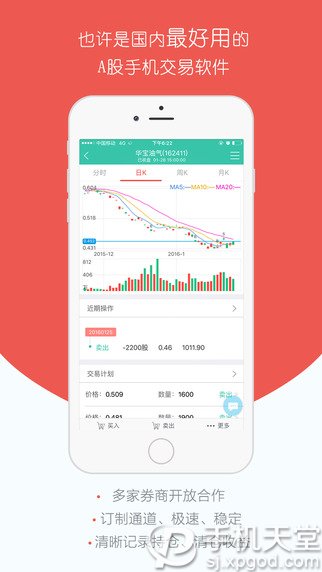 也许是国内最好用的
A股手机交易软件
中国移动 4G 下午6:22
华宝油气(162411)
已收盘 01-28 15:00:00
分时 日K 周K 月K
0.604 MA5: MA10: MA20:
0.518
0.452
0.431
2015-12 2016-1
812
406
0
近期操作
20160125
卖出 -2200股 0.46 1011.90
交易计划
价格: 0.509 数量: 1600 卖出
价格: 0.481 数量: 1900
买入 卖出 更多
多家券商开放合作
订制通道、极速、稳定
清晰记录持仓、清心收益
手机天堂
sj.xpgod.com